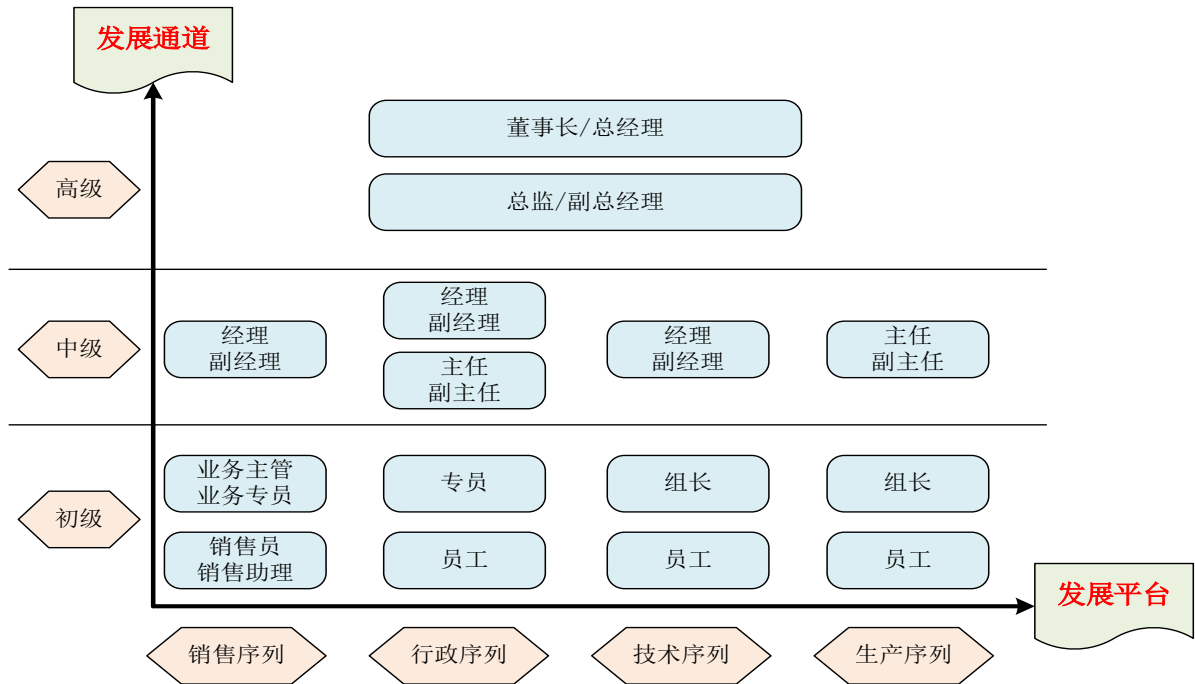 发展通道
董事长/总经理
高级
总监/副总经理
中级
经理
副经理
经理
副经理
主任
副主任
经理
副经理
主任
副主任
初级
业务主管
业务专员
专员
组长
组长
销售员
销售助理
员工
员工
员工
发展平台
销售序列
行政序列
技术序列
生产序列